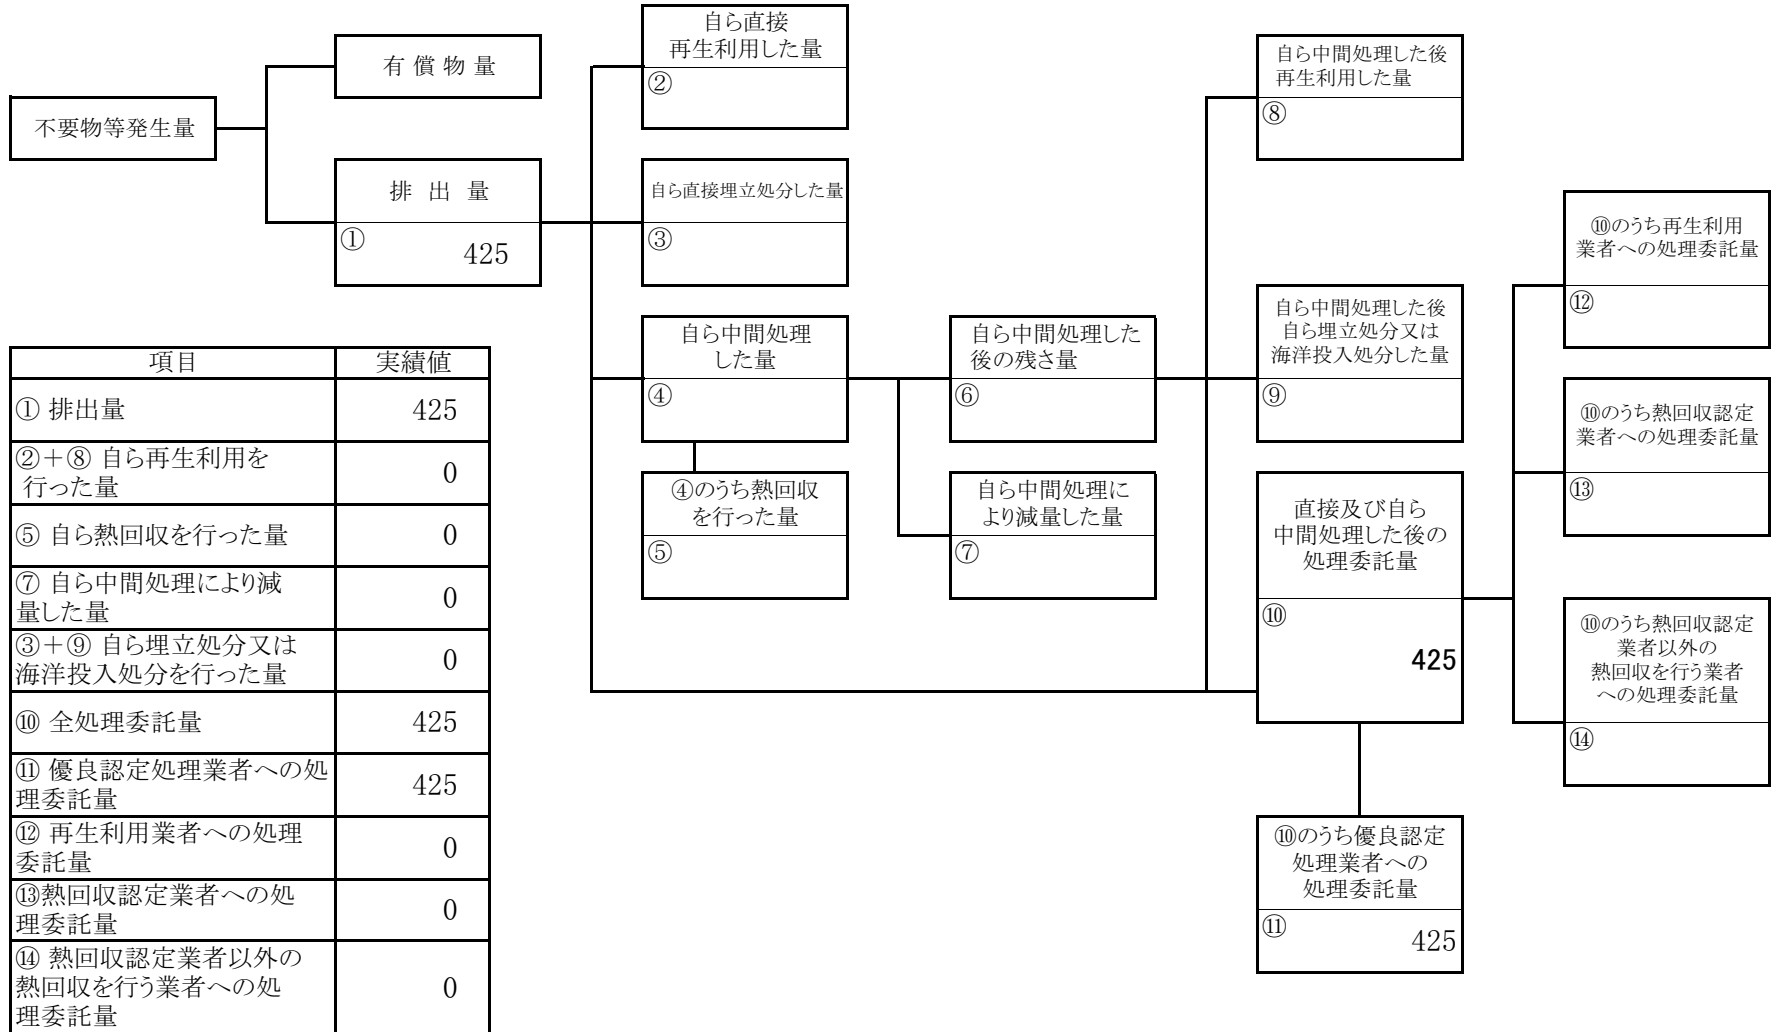 不要物等発生量
有 償 物 量
排 出 量
①
425
自ら直接
再生利用した量
②
自ら直接埋立処分した量
③
自ら中間処理
した量
④
④のうち熱回収
を行った量
⑤
自ら中間処理した
後の残さ量
⑥
自ら中間処理に
より減量した量
⑦
自ら中間処理した後
再生利用した量
⑧
自ら中間処理した後
自ら埋立処分又は
海洋投入処分した量
⑨
直接及び自ら
中間処理した後の
処理委託量
⑩
425
⑩のうち優良認定
処理業者への
処理委託量
⑪
425
⑩のうち再生利用
業者への処理委託量
⑫
⑩のうち熱回収認定
業者への処理委託量
⑬
⑩のうち熱回収認定
業者以外の
熱回収を行う業者
への処理委託量
⑭
項目 実績値
① 排出量 425
②＋⑧ 自ら再生利用を
行った量 0
⑤ 自ら熱回収を行った量 0
⑦ 自ら中間処理により減
量した量 0
③＋⑨ 自ら埋立処分又は
海洋投入処分を行った量 0
⑩ 全処理委託量 425
⑪ 優良認定処理業者への処
理委託量 425
⑫ 再生利用業者への処理
委託量 0
⑬熱回収認定業者への処
理委託量 0
⑭ 熱回収認定業者以外の
熱回収を行う業者への処
理委託量 0